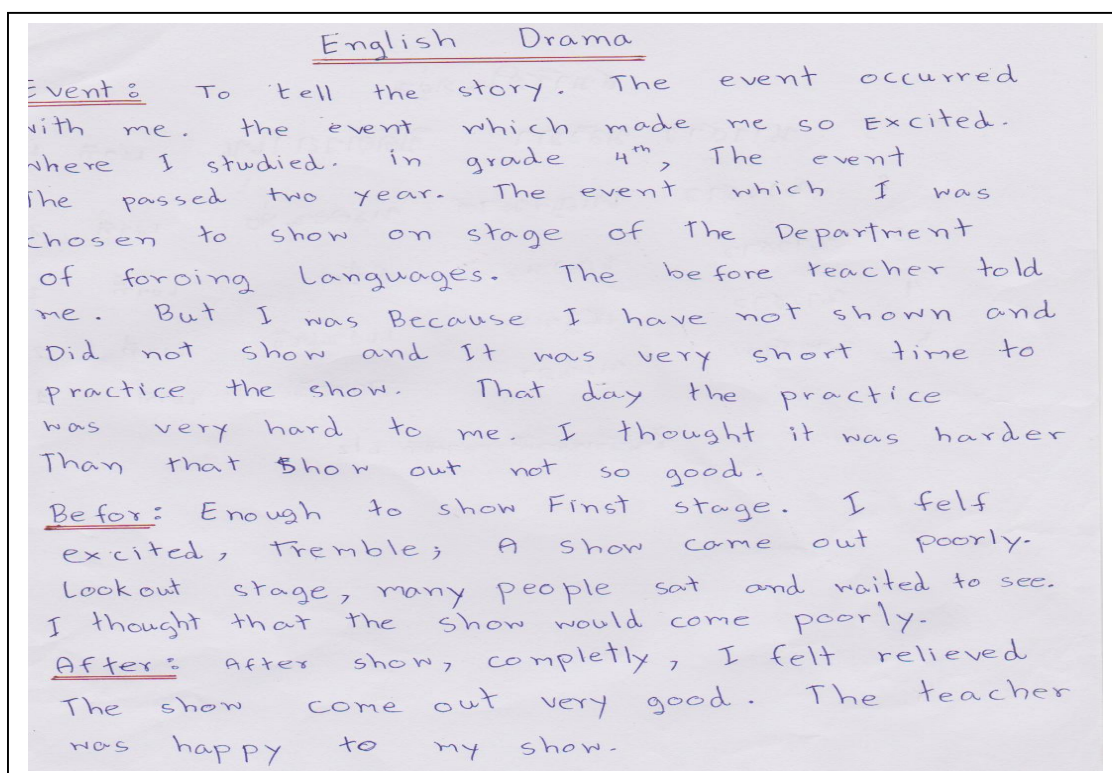 English Drama
Event: To tell the story. The event occurred
with me. the event which made me so Excited.
where I studied. in grade 4th, The event
The passed two year. The event which I was
chosen to show on stage of The Department
of foroing Languages. The before teacher told
me. But I was Because I have not shown and
Did not show and It was very short time to
practice the show. That day the practice
was very hard to me. I thought it was harder
Than that Show out not so good.
Befor: Enough to show First stage. I felf
excited, Tremble; A show came out poorly.
Lookout stage, many people sat and waited to see.
I thought that the show would come poorly.
After: After show, completly, I felt relieved
The show come out very good. The teacher
was happy to my show.